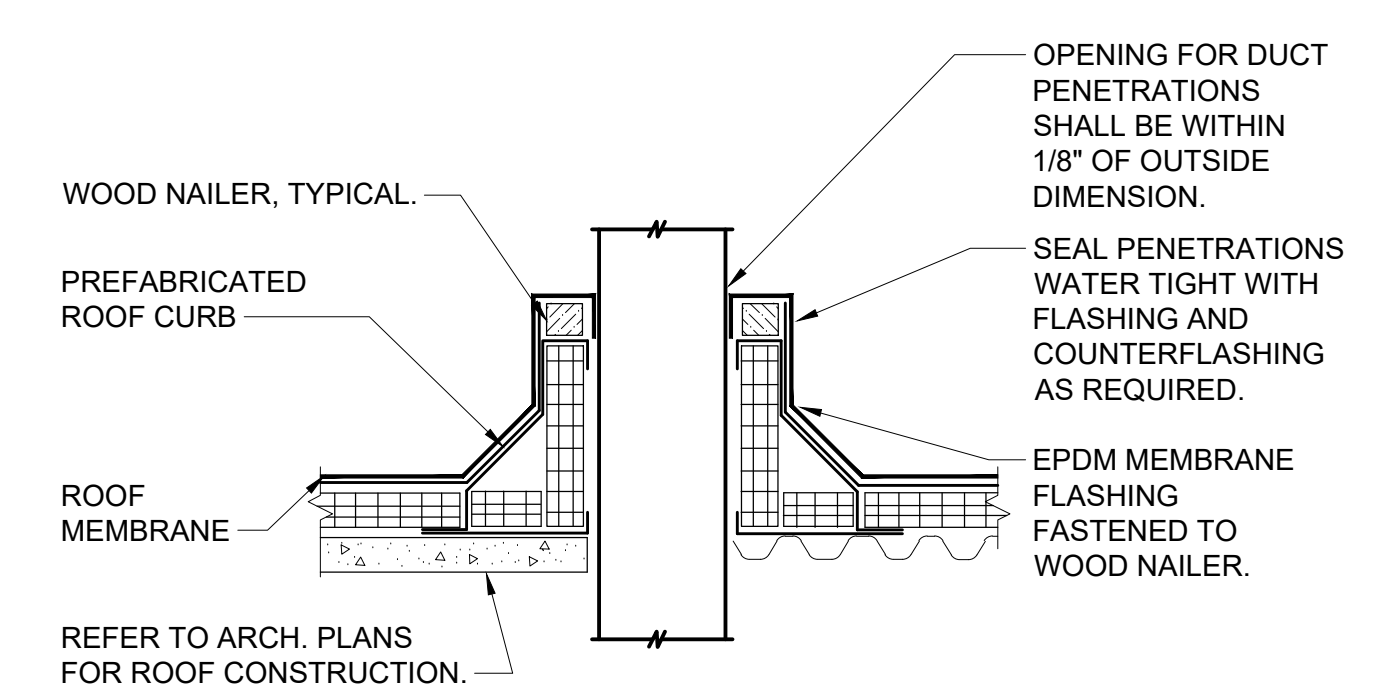 WOOD NAILER, TYPICAL.
PREFABRICATED
ROOF CURB
ROOF
MEMBRANE
REFER TO ARCH. PLANS
FOR ROOF CONSTRUCTION.
OPENING FOR DUCT
PENETRATIONS
SHALL BE WITHIN
1/8" OF OUTSIDE
DIMENSION.
SEAL PENETRATIONS
WATER TIGHT WITH
FLASHING AND
COUNTERFLASHING
AS REQUIRED.
EPDM MEMBRANE
FLASHING
FASTENED TO
WOOD NAILER.